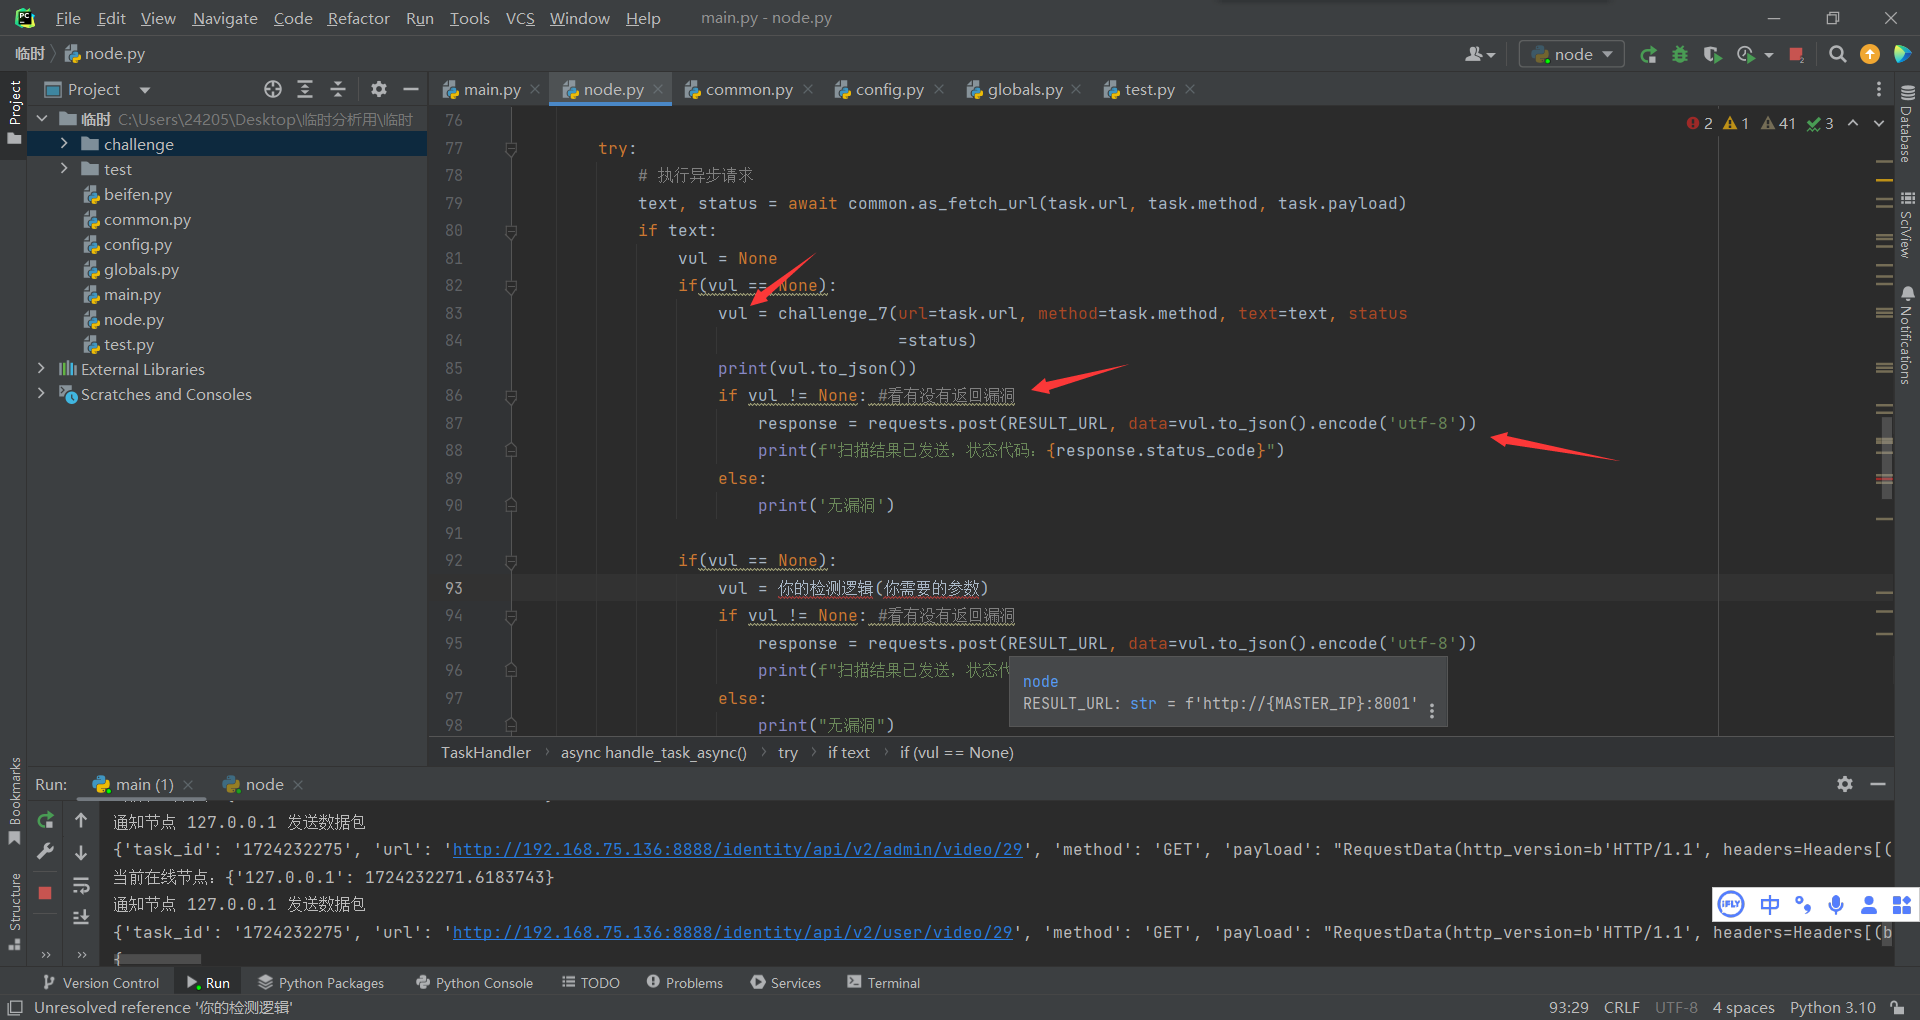 File Edit View Navigate Code Refactor Run Tools VCS Window Help main.py - node.py
临时 node.py
node
Project
main.py node.py common.py config.py globals.py test.py
临时 C:\Users\24205\Desktop\临时分析用\临时
challenge
test
beifen.py
common.py
config.py
globals.py
main.py
node.py
test.py
External Libraries
Scratches and Consoles
Project
Bookmarks
Structure
Database
SciView
Notifications
2 1 41 3
76
77 try:
78 # 执行异步请求
79 text, status = await common.as_fetch_url(task.url, task.method, task.payload)
80 if text:
81 vul = None
82 if(vul == None):
83 vul = challenge_7(url=task.url, method=task.method, text=text, status
84 =status)
85 print(vul.to_json())
86 if vul != None: #看有没有返回漏洞
87 response = requests.post(RESULT_URL, data=vul.to_json().encode('utf-8'))
88 print(f"扫描结果已发送，状态代码：{response.status_code}")
89 else:
90 print('无漏洞')
91
92 if(vul == None):
93 vul = 你的检测逻辑(你需要的参数)
94 if vul != None: #看有没有返回漏洞
95 response = requests.post(RESULT_URL, data=vul.to_json().encode('utf-8'))
96 print(f"扫描结果已发送，状态代
97 else:
98 print("无漏洞")
node
RESULT_URL: str = f'http://{MASTER_IP}:8001'
TaskHandler async handle_task_async() try if text if (vul == None)
Run: main (1) node
通知节点 127.0.0.1 发送数据包
{'task_id': '1724232275', 'url': 'http://192.168.75.136:8888/identity/api/v2/admin/video/29', 'method': 'GET', 'payload': "RequestData(http_version=b'HTTP/1.1', headers=Headers[(
当前在线节点：{'127.0.0.1': 1724232271.6183743}
通知节点 127.0.0.1 发送数据包
{'task_id': '1724232275', 'url': 'http://192.168.75.136:8888/identity/api/v2/user/video/29', 'method': 'GET', 'payload': "RequestData(http_version=b'HTTP/1.1', headers=Headers[(b
{
iFLY 中
Version Control Run Python Packages TODO Python Console Problems Services Terminal
Unresolved reference '你的检测逻辑'
93:29 CRLF UTF-8 4 spaces Python 3.10